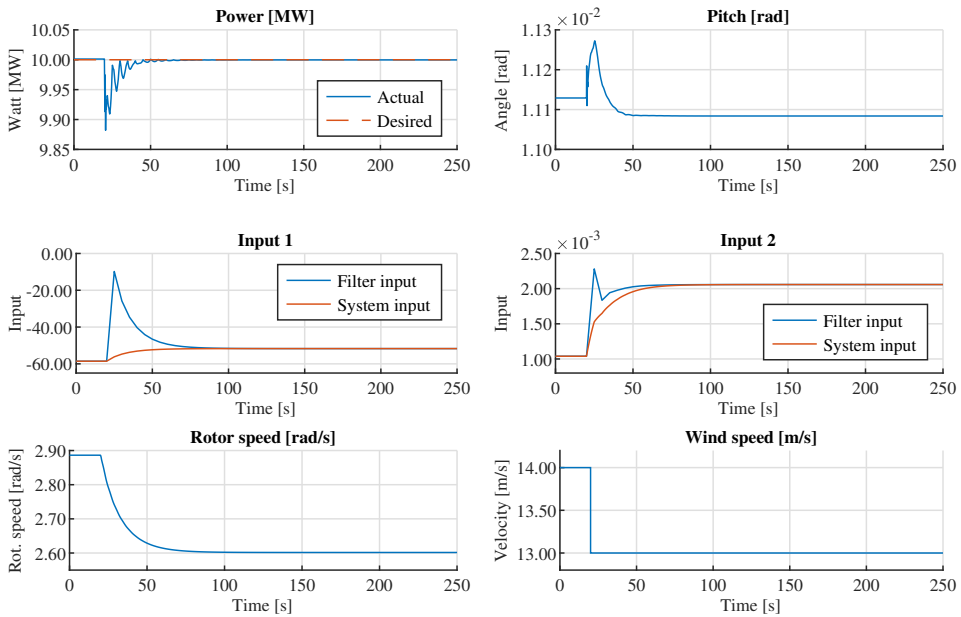 Power [MW]
Watt [MW]
10.05
10.00
9.95
9.90
9.85
Actual
Desired
0 50 100 150 200 250
Time [s]
Pitch [rad]
×10-2
Angle [rad]
1.13
1.12
1.11
1.10
0 50 100 150 200 250
Time [s]
Input 1
Input
0.00
-20.00
-40.00
-60.00
Filter input
System input
0 50 100 150 200 250
Time [s]
Input 2
×10-3
Input
2.50
2.00
1.50
1.00
Filter input
System input
0 50 100 150 200 250
Time [s]
Rotor speed [rad/s]
Rot. speed [rad/s]
2.90
2.80
2.70
2.60
0 50 100 150 200 250
Time [s]
Wind speed [m/s]
Velocity [m/s]
14.00
13.00
0 50 100 150 200 250
Time [s]